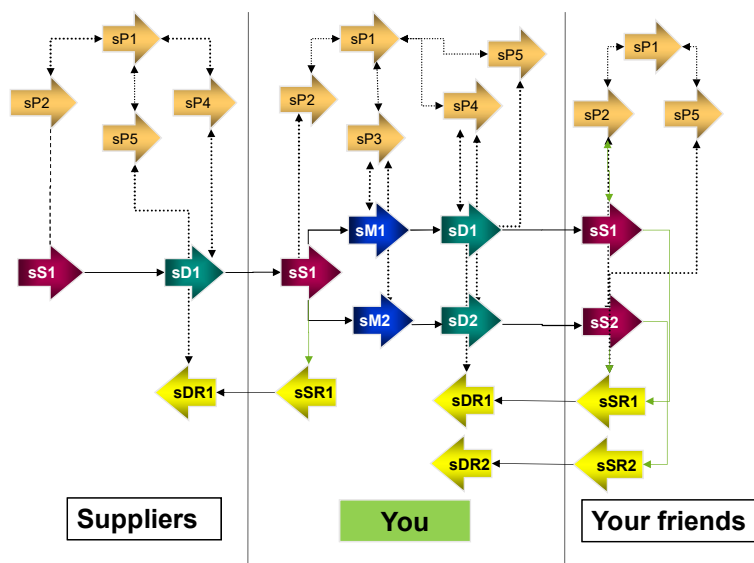 sP1
sP2
sP4
sP5
sS1
sD1
sDR1
Suppliers
sP1
sP5
sP2
sP4
sP3
sM1
sD1
sS1
sM2
sD2
sSR1
sDR1
sDR2
You
sP1
sP2
sP5
sS1
sS2
sSR1
sSR2
Your friends